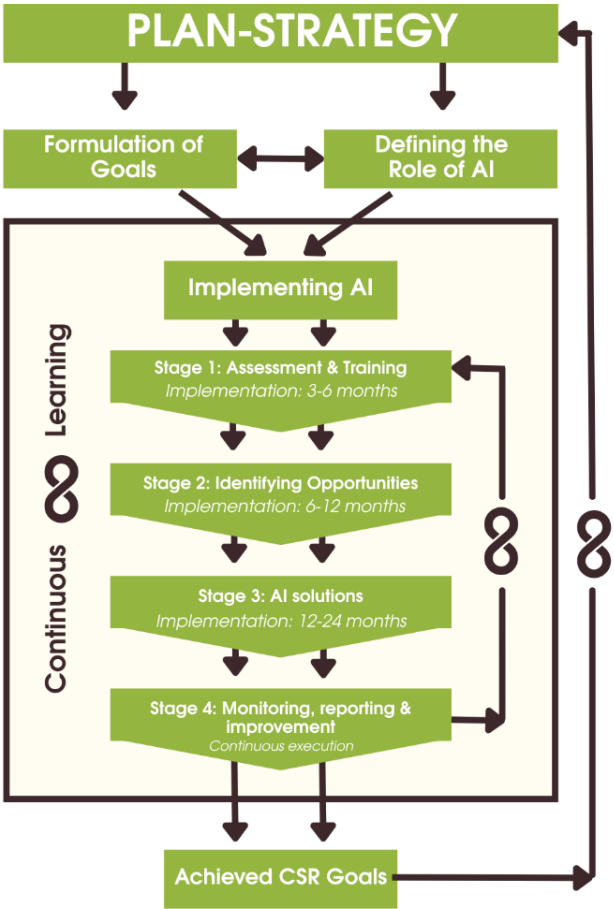 PLAN-STRATEGY
Formulation of
Goals
Defining the
Role of AI
Implementing AI
Stage 1: Assessment & Training
Implementation: 3-6 months
Stage 2: Identifying Opportunities
Implementation: 6-12 months
Stage 3: AI solutions
Implementation: 12-24 months
Stage 4: Monitoring, reporting &
improvement
Continuous execution
Continuous Learning
Achieved CSR Goals